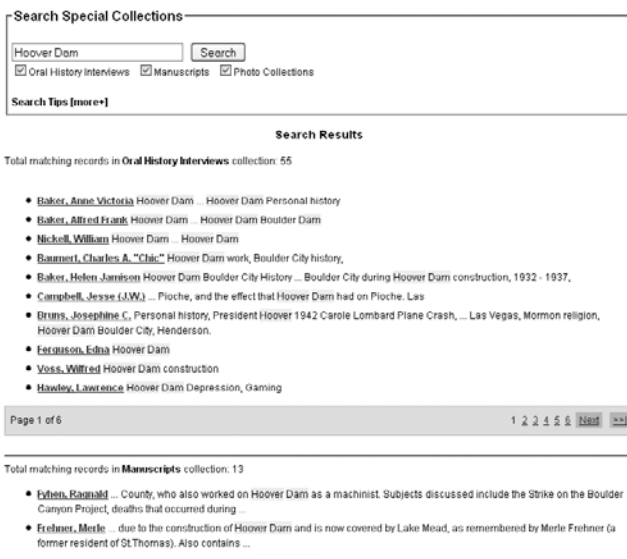 Search Special Collections
Hoover Dam Search
Oral History Interviews Manuscripts Photo Collections
Search Tips [more+]
Search Results
Total matching records in Oral History Interviews collection: 55
Baker, Anne Victoria Hoover Dam ... Hoover Dam Personal history
Baker, Alfred Frank Hoover Dam ... Hoover Dam Boulder Dam
Nickell, William Hoover Dam ... Hoover Dam
Baumert, Charles A. "Chic" Hoover Dam work, Boulder City history,
Baker, Helen Jamison Hoover Dam Boulder City History ... Boulder City during Hoover Dam construction, 1932 - 1937,
Campbell, Jesse (J.W.) ... Pioche, and the effect that Hoover Dam had on Pioche. Las
Bruns, Josephine C. Personal history, President Hoover 1942 Carole Lombard Plane Crash, ... Las Vegas, Mormon religion,
Hoover Dam Boulder City, Henderson.
Ferguson, Edna Hoover Dam
Voss, Wilfred Hoover Dam construction
Hawley, Lawrence Hoover Dam Depression, Gaming
Page 1 of 6 1 2 3 4 5 6 Next >>|
Total matching records in Manuscripts collection: 13
Fyhen, Ragnald ... County, who also worked on Hoover Dam as a machinist. Subjects discussed include the Strike on the Boulder
Canyon Project, deaths that occurred during ...
Frehner, Merle ... due to the construction of Hoover Dam and is now covered by Lake Mead, as remembered by Merle Frehner (a
former resident of St.Thomas). Also contains ...